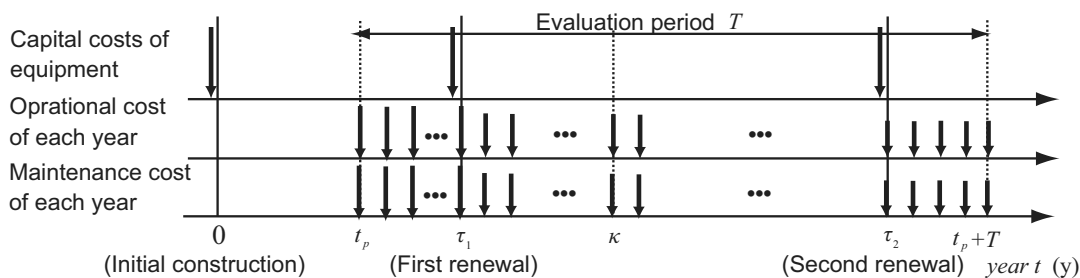 Evaluation period T
Capital costs of
equipment
Oprational cost
of each year
•••
•••
•••
Maintenance cost
of each year
•••
•••
•••
0 t_p τ_1 κ τ_2 t_p+T
(Initial construction) (First renewal) (Second renewal) year t (y)